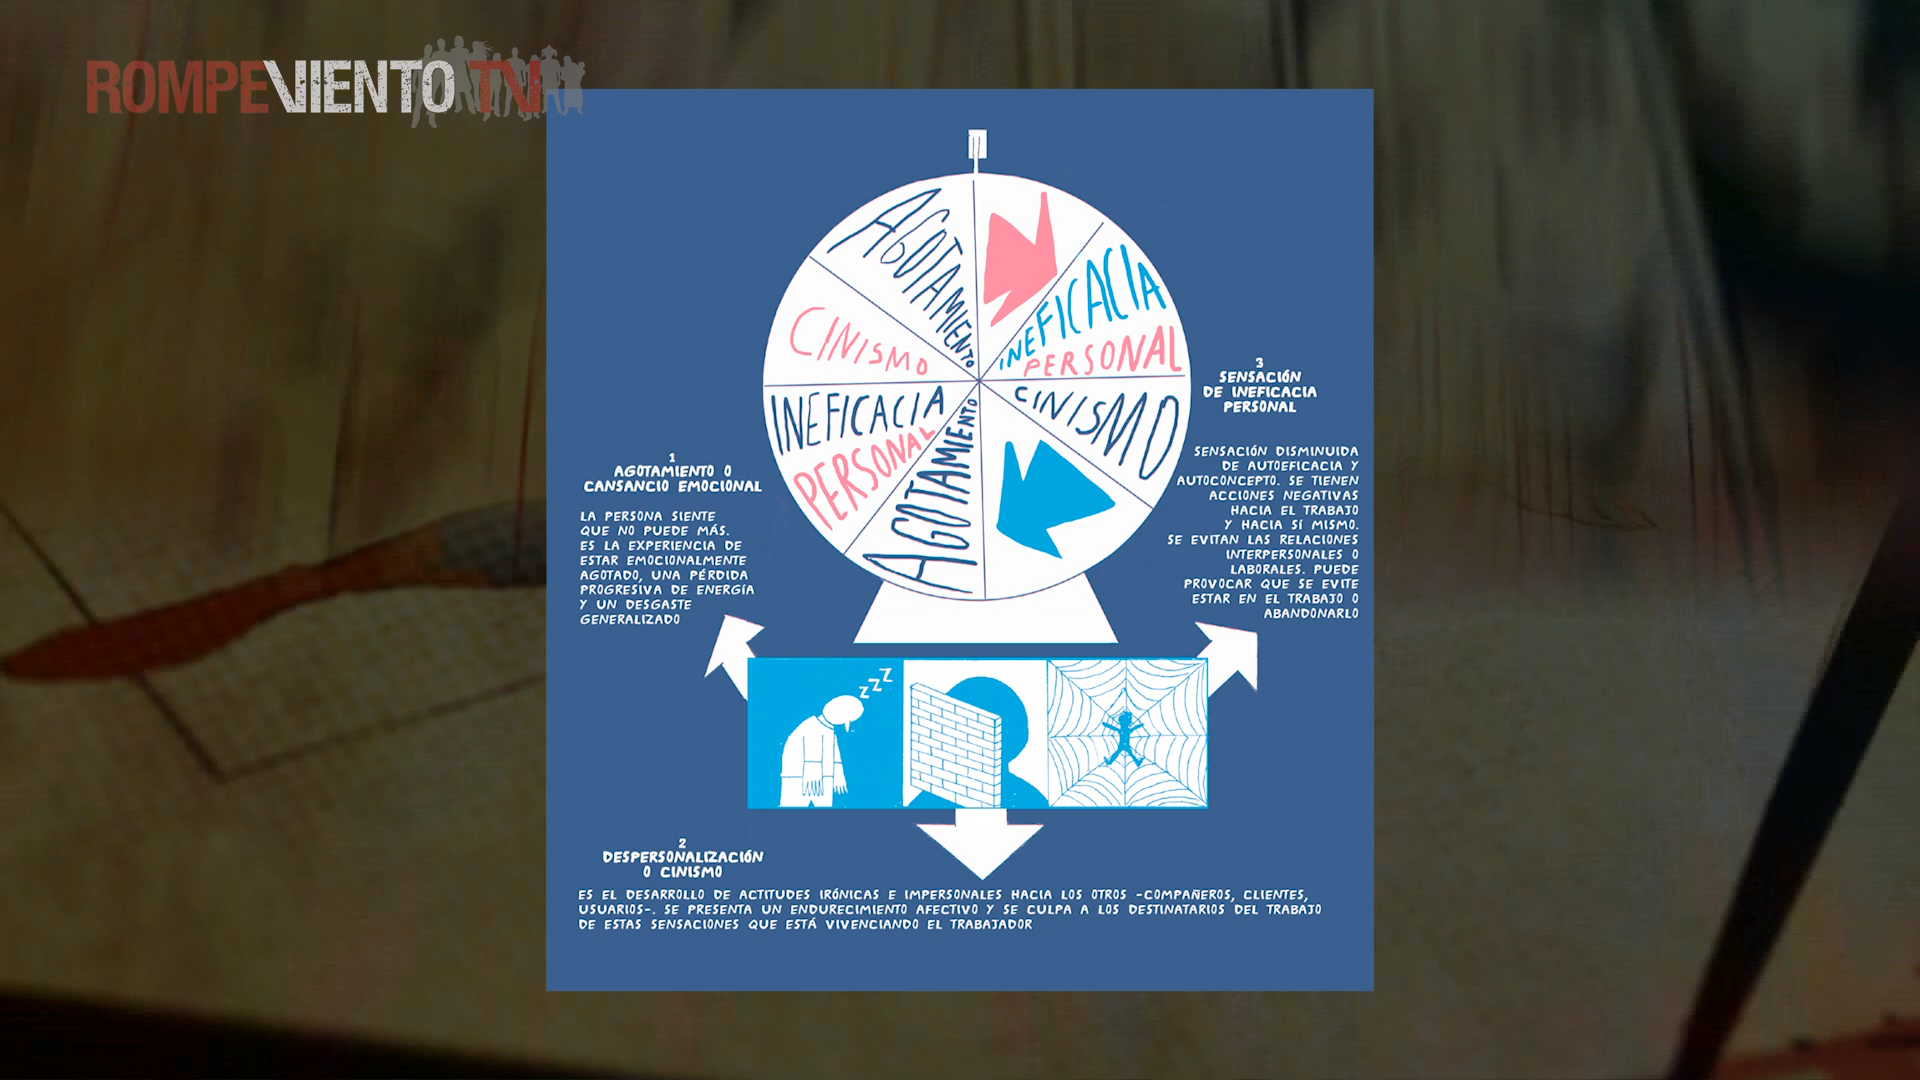 ROMPEVIENTO TV
AGOTAMIENTO
INEFICACIA
PERSONAL
CINISMO
CINISMO
INEFICACIA
PERSONAL
AGOTAMIENTO
3
SENSACIÓN
DE INEFICACIA
PERSONAL
SENSACIÓN DISMINUIDA
DE AUTOEFICACIA Y
AUTOCONCEPTO. SE TIENEN
ACCIONES NEGATIVAS
HACIA EL TRABAJO
Y HACIA SÍ MISMO.
SE EVITAN LAS RELACIONES
INTERPERSONALES O
LABORALES. PUEDE
PROVOCAR QUE SE EVITE
ESTAR EN EL TRABAJO O
ABANDONARLO
1
AGOTAMIENTO O
CANSANCIO EMOCIONAL
LA PERSONA SIENTE
QUE NO PUEDE MÁS.
ES LA EXPERIENCIA DE
ESTAR EMOCIONALMENTE
AGOTADO, UNA PÉRDIDA
PROGRESIVA DE ENERGÍA
Y UN DESGASTE
GENERALIZADO
ZZZ
2
DESPERSONALIZACIÓN
O CINISMO
ES EL DESARROLLO DE ACTITUDES IRÓNICAS E IMPERSONALES HACIA LOS OTROS -COMPAÑEROS, CLIENTES,
USUARIOS-. SE PRESENTA UN ENDURECIMIENTO AFECTIVO Y SE CULPA A LOS DESTINATARIOS DEL TRABAJO
DE ESTAS SENSACIONES QUE ESTÁ VIVENCIANDO EL TRABAJADOR